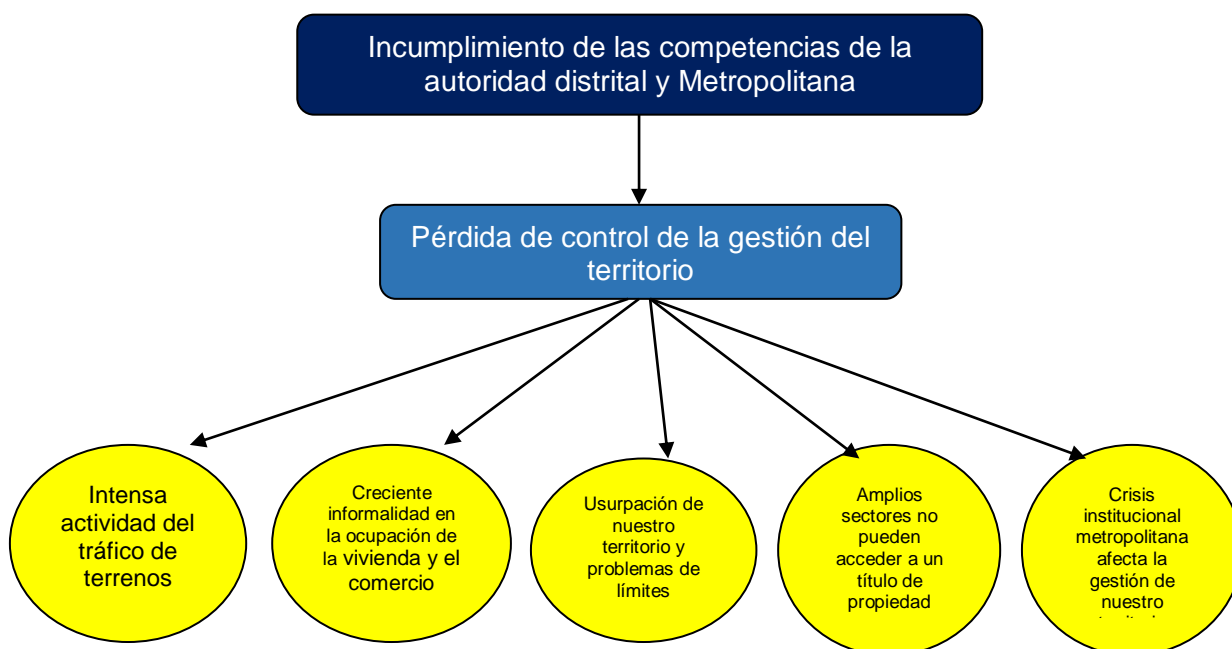 Incumplimiento de las competencias de la
autoridad distrital y Metropolitana
Pérdida de control de la gestión del
territorio
Intensa
actividad del
tráfico de
terrenos
Creciente
informalidad en
la ocupación de
la vivienda y el
comercio
Usurpación de
nuestro
territorio y
problemas de
límites
Amplios
sectores no
pueden
acceder a un
título de
propiedad
Crisis
institucional
metropolitana
afecta la
gestión de
nuestro